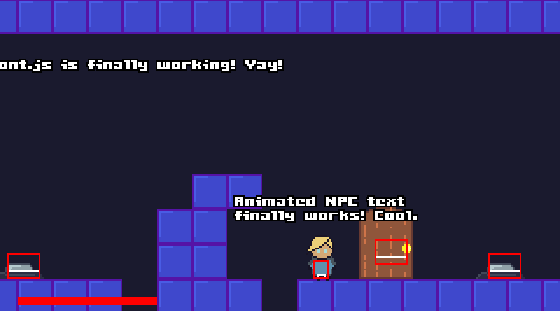 ont.js is finally working! Yay!
Animated NPC text
finally works! Cool.